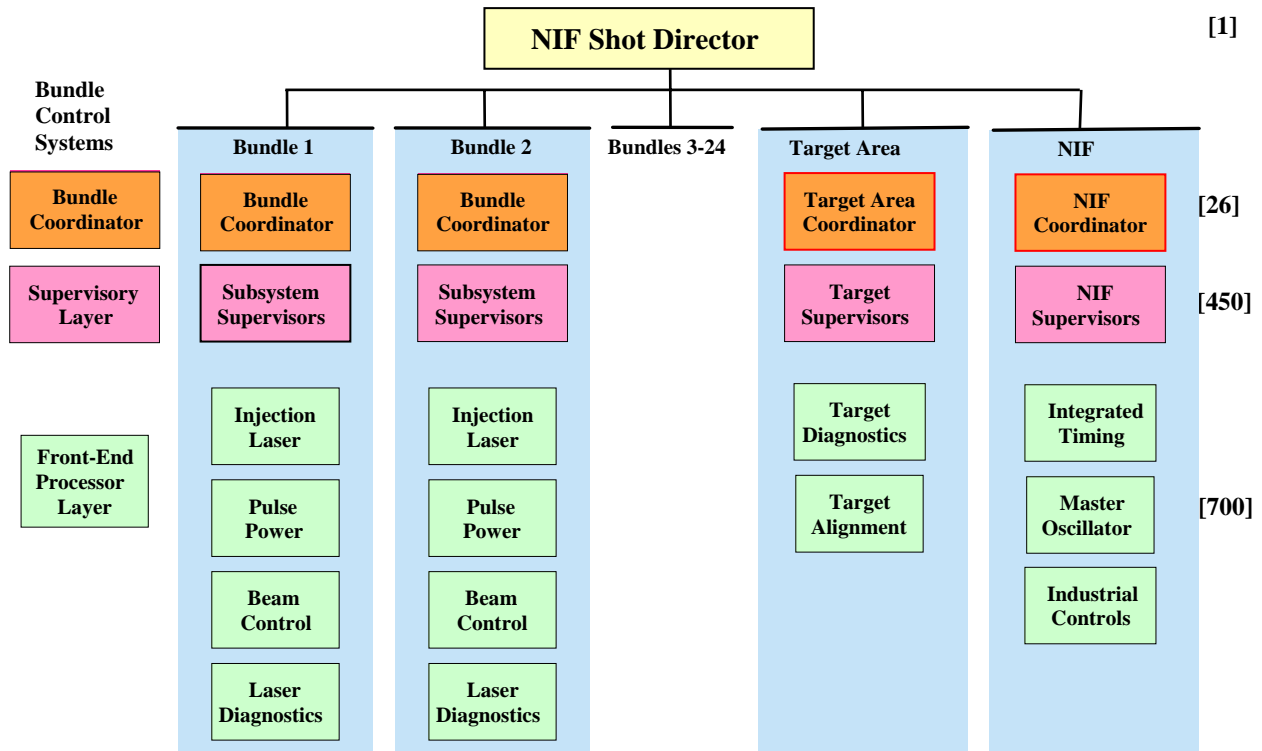 NIF Shot Director
[1]
Bundle
Control
Systems
Bundle 1
Bundle 2
Bundles 3-24
Target Area
NIF
Bundle
Coordinator
Bundle
Coordinator
Bundle
Coordinator
Target Area
Coordinator
NIF
Coordinator
[26]
Supervisory
Layer
Subsystem
Supervisors
Subsystem
Supervisors
Target
Supervisors
NIF
Supervisors
[450]
Front-End
Processor
Layer
Injection
Laser
Injection
Laser
Target
Diagnostics
Integrated
Timing
Pulse
Power
Pulse
Power
Target
Alignment
Master
Oscillator
[700]
Beam
Control
Beam
Control
Industrial
Controls
Laser
Diagnostics
Laser
Diagnostics